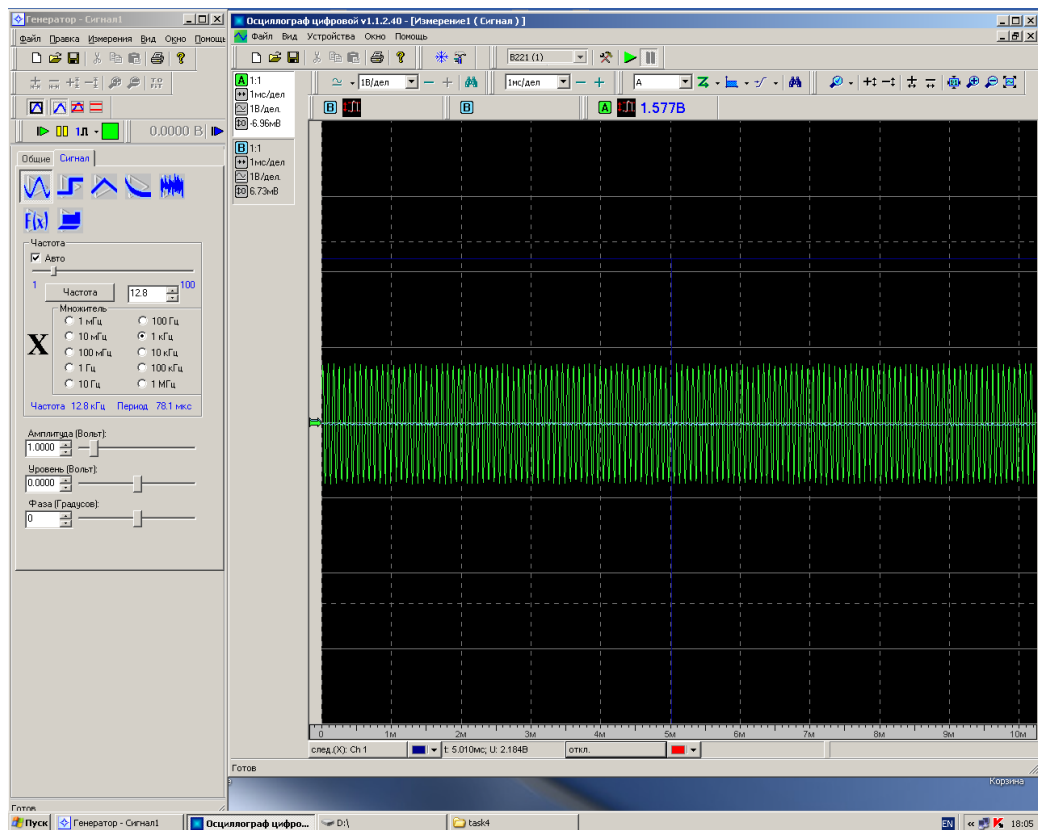 Генератор - Сигнал1
Файл Правка Измерения Вид Окно Помощь
TO
FIT
0.0000 В
Общие Сигнал
F(x)
Частота
Авто
1 100
Частота 12.8
Множитель
X
1 мГц 100 Гц
10 мГц 1 кГц
100 мГц 10 кГц
1 Гц 100 кГц
10 Гц 1 МГц
Частота 12.8 кГц Период 78.1 мкс
Амплитуда (Вольт):
1.0000
Уровень (Вольт):
0.0000
Фаза (Градусов):
0
Готов
Осциллограф цифровой v1.1.2.40 - [Измерение1 ( Сигнал ) ]
Файл Вид Устройства Окно Помощь
B221 (1)
A 1:1
1мс/дел
1В/дел
-6.96мВ
B 1:1
1мс/дел
1В/дел.
6.73мВ
1В/дел 1мс/дел A
B B A 1.577В
0 1м 2м 3м 4м 5м 6м 7м 8м 9м 10м
след.(X): Ch 1 t: 5.010мс; U: 2.184В откл.
Готов
Корзина
Пуск Генератор - Сигнал1 Осциллограф цифро... D:\ task4 EN 18:05